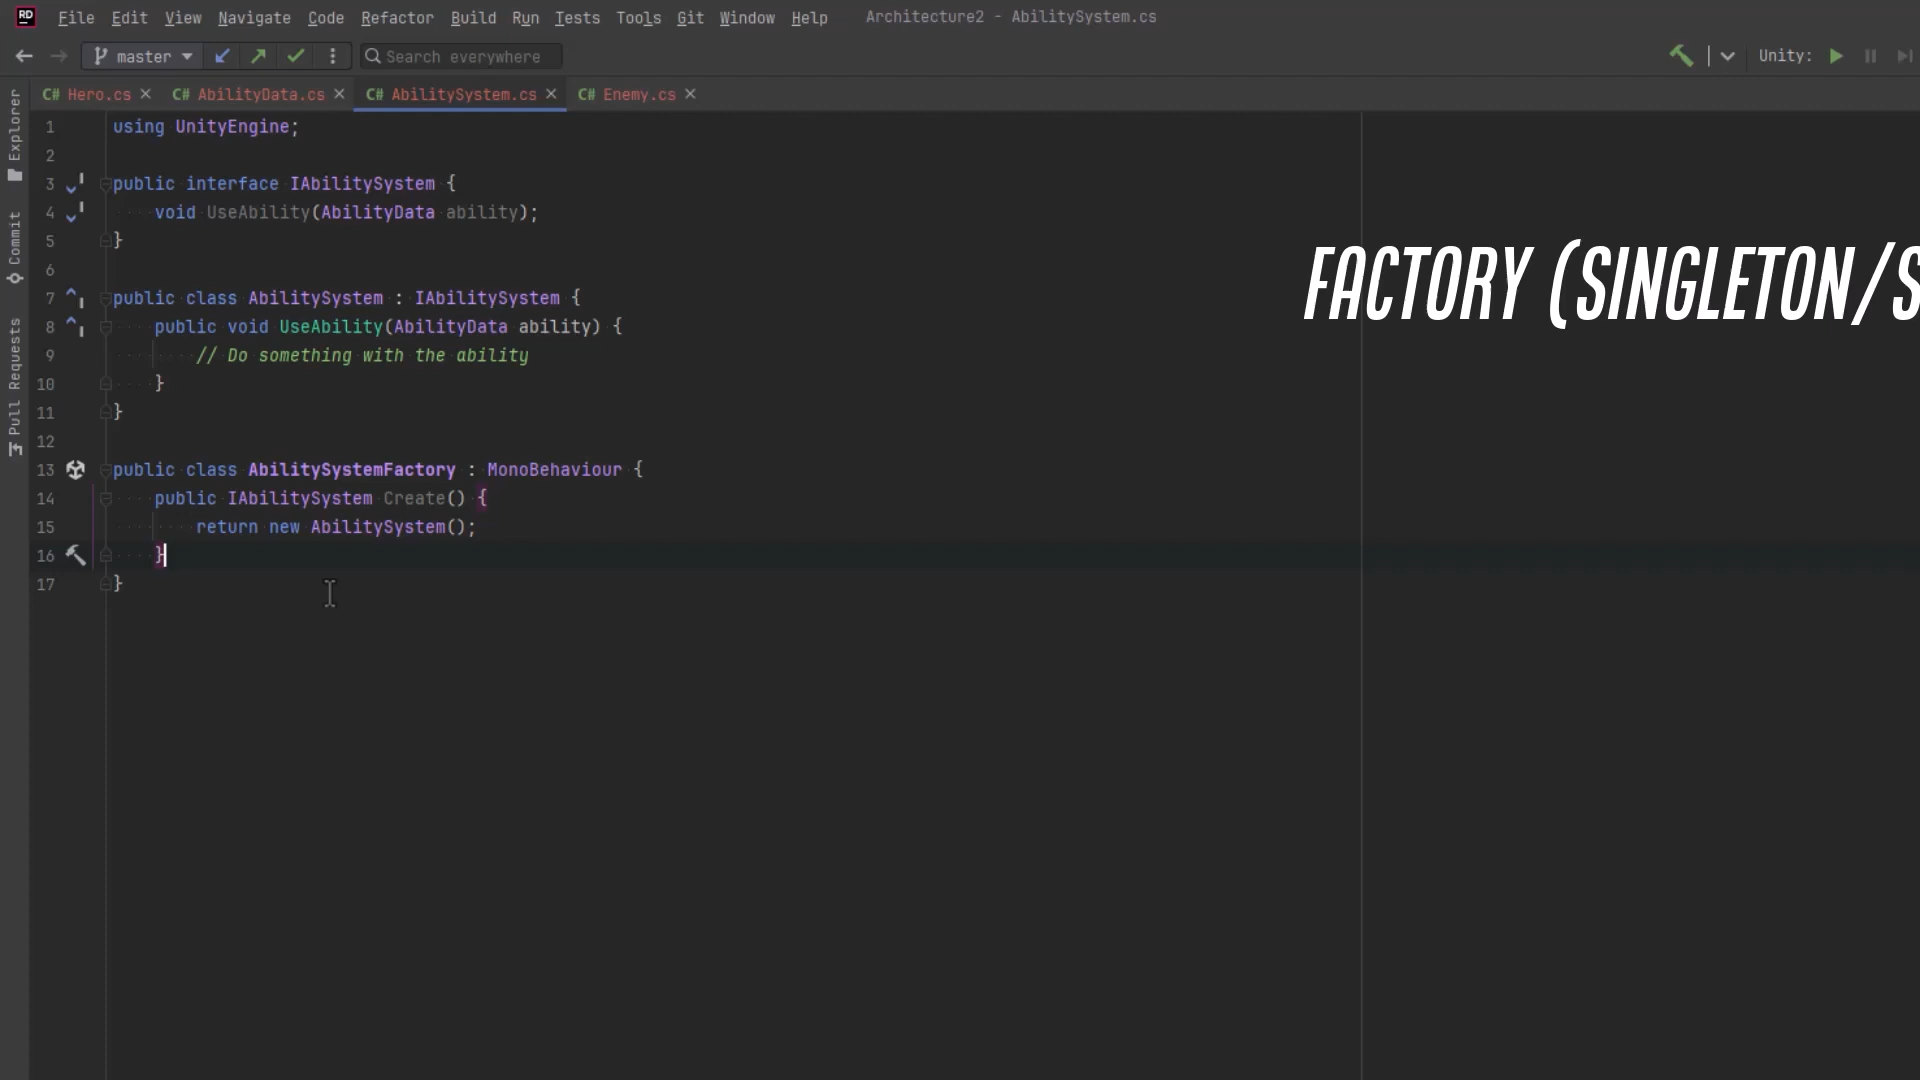 RD File Edit View Navigate Code Refactor Build Run Tests Tools Git Window Help Architecture2 - AbilitySystem.cs
master Search everywhere Unity:
C# Hero.cs C# AbilityData.cs C# AbilitySystem.cs C# Enemy.cs
Explorer
Commit
Pull Requests
1 using UnityEngine;
2
3 public interface IAbilitySystem {
4 void UseAbility(AbilityData ability);
5 }
6
7 public class AbilitySystem : IAbilitySystem {
8 public void UseAbility(AbilityData ability) {
9 // Do something with the ability
10 }
11 }
12
13 public class AbilitySystemFactory : MonoBehaviour {
14 public IAbilitySystem Create() {
15 return new AbilitySystem();
16 }
17 }
FACTORY (SINGLETON/S